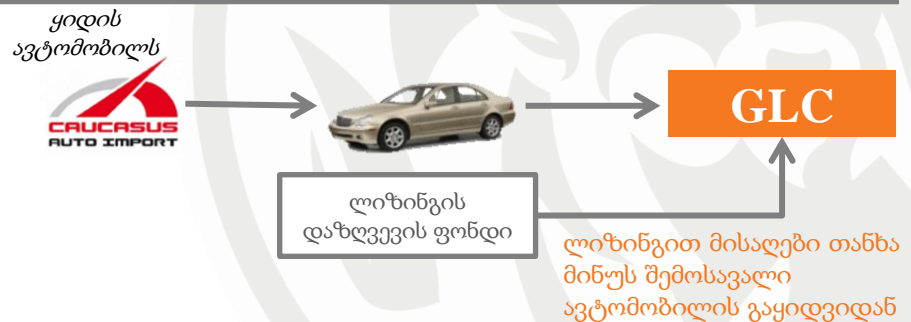 ყიდის
ავტომობილს
CAUCASUS
AUTO IMPORT
GLC
ლიზინგის
დაზღვევის ფონდი
ლიზინგით მისაღები თანხა
მინუს შემოსავალი
ავტომობილის გაყიდვიდან